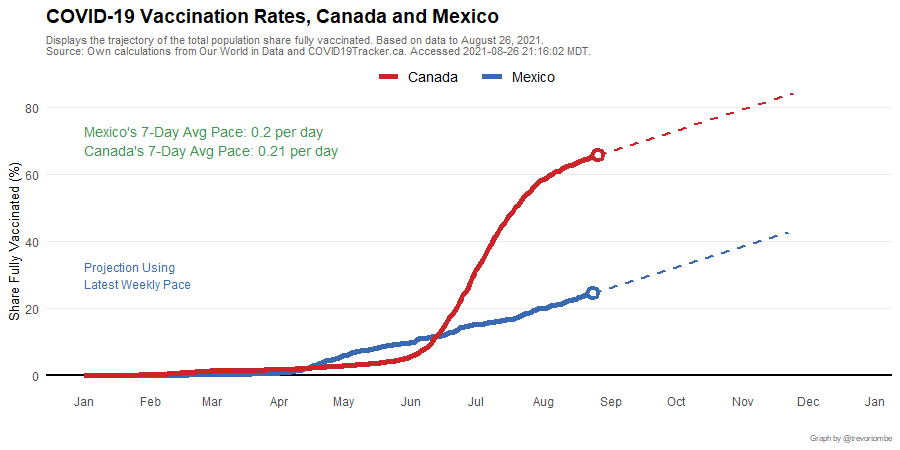 COVID-19 Vaccination Rates, Canada and Mexico
Displays the trajectory of the total population share fully vaccinated. Based on data to August 26, 2021.
Source: Own calculations from Our World in Data and COVID19Tracker.ca. Accessed 2021-08-26 21:16:02 MDT.
Canada Mexico
80
Mexico's 7-Day Avg Pace: 0.2 per day
Canada's 7-Day Avg Pace: 0.21 per day
60
Share Fully Vaccinated (%)
40
Projection Using
Latest Weekly Pace
20
0
Jan Feb Mar Apr May Jun Jul Aug Sep Oct Nov Dec Jan
Graph by @trevortombe